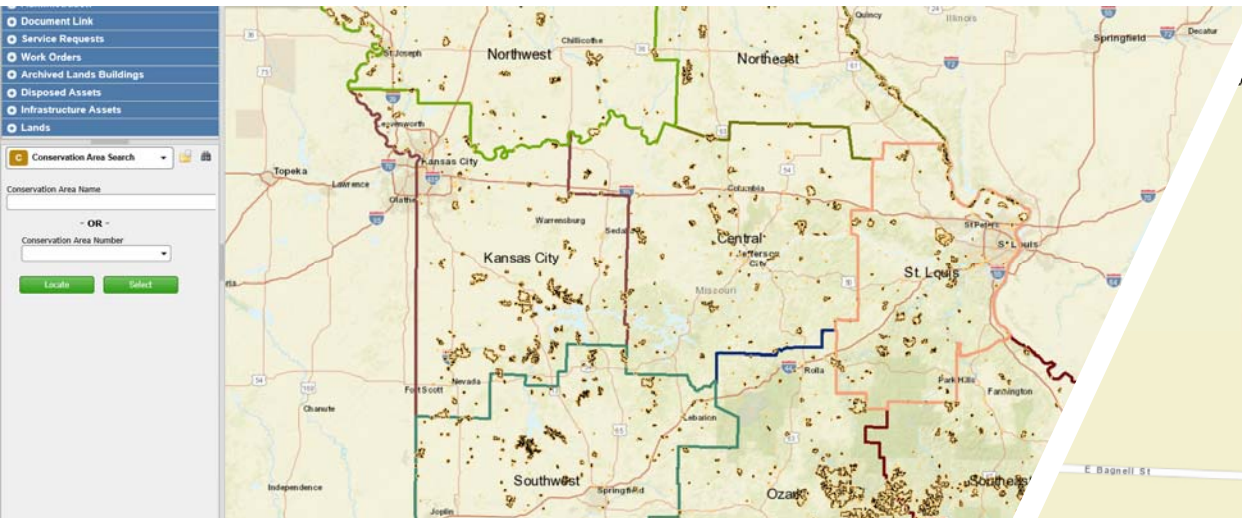 Document Link
Service Requests
Work Orders
Archived Lands Buildings
Disposed Assets
Infrastructure Assets
Lands
C Conservation Area Search
Conservation Area Name
- OR -
Conservation Area Number
Locate
Select
Quincy
Illinois
Springfield
Decatur
St Joseph
Northwest
Chillicothe
Northeast
Leavenworth
Kansas City
Topeka
Lawrence
Olathe
Columbia
Warrensburg
Central
Jefferson
City
St Peters
Kansas City
St. Louis
Missouri
Rolla
Fort Scott
Nevada
Park Hills
Farmington
Chanute
Lebanon
Southwest
Springfield
Ozark
Southeast
Independence
Joplin
E Bagnell St